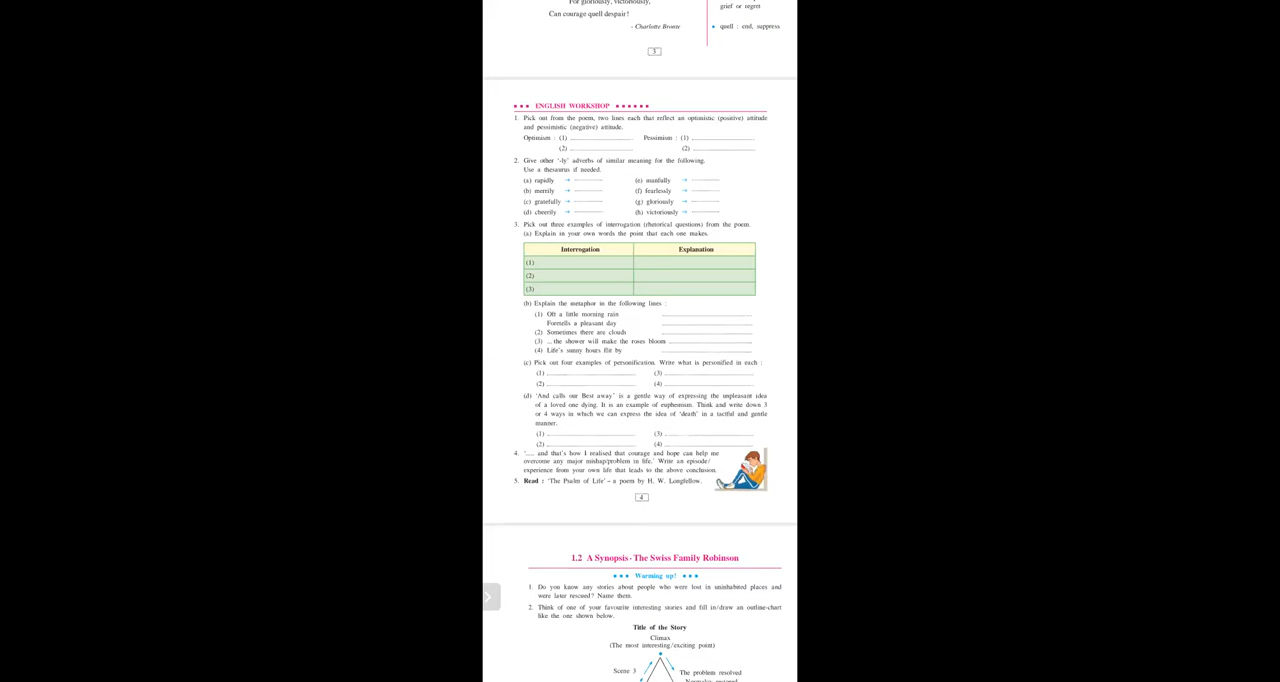 For gloriously, victoriously,
Can courage quell despair!
- Charlotte Bronte
grief or regret
• quell : end, suppress
3
ENGLISH WORKSHOP
1. Pick out from the poem, two lines each that reflect an optimistic (positive) attitude
and pessimistic (negative) attitude.
Optimism : (1) .............................. Pessimism : (1) ..............................
(2) .............................. (2) ..............................
2. Give other '-ly' adverbs of similar meaning for the following.
Use a thesaurus if needed.
(a) rapidly → .............. (e) manfully → ..............
(b) merrily → .............. (f) fearlessly → ..............
(c) gratefully → .............. (g) gloriously → ..............
(d) cheerily → .............. (h) victoriously → ..............
3. Pick out three examples of interrogation (rhetorical questions) from the poem.
(a) Explain in your own words the point that each one makes.
Interrogation Explanation
(1)
(2)
(3)
(b) Explain the metaphor in the following lines :
(1) Oft a little morning rain ..............................
Foretells a pleasant day ..............................
(2) Sometimes there are clouds ..............................
(3) ... the shower will make the roses bloom ..............................
(4) Life's sunny hours flit by ..............................
(c) Pick out four examples of personification. Write what is personified in each :
(1) .............................. (3) ..............................
(2) .............................. (4) ..............................
(d) 'And calls our Best away' is a gentle way of expressing the unpleasant idea
of a loved one dying. It is an example of euphemism. Think and write down 3
or 4 ways in which we can express the idea of 'death' in a tactful and gentle
manner.
(1) .............................. (3) ..............................
(2) .............................. (4) ..............................
4. '..... and that's how I realised that courage and hope can help me
overcome any major mishap/problem in life.' Write an episode/
experience from your own life that leads to the above conclusion.
5. Read : 'The Psalm of Life' – a poem by H. W. Longfellow.
4
1.2 A Synopsis - The Swiss Family Robinson
Warming up!
1. Do you know any stories about people who were lost in uninhabited places and
were later rescued? Name them.
2. Think of one of your favourite interesting stories and fill in/draw an outline-chart
like the one shown below.
Title of the Story
Climax
(The most interesting/exciting point)
Scene 3
The problem resolved